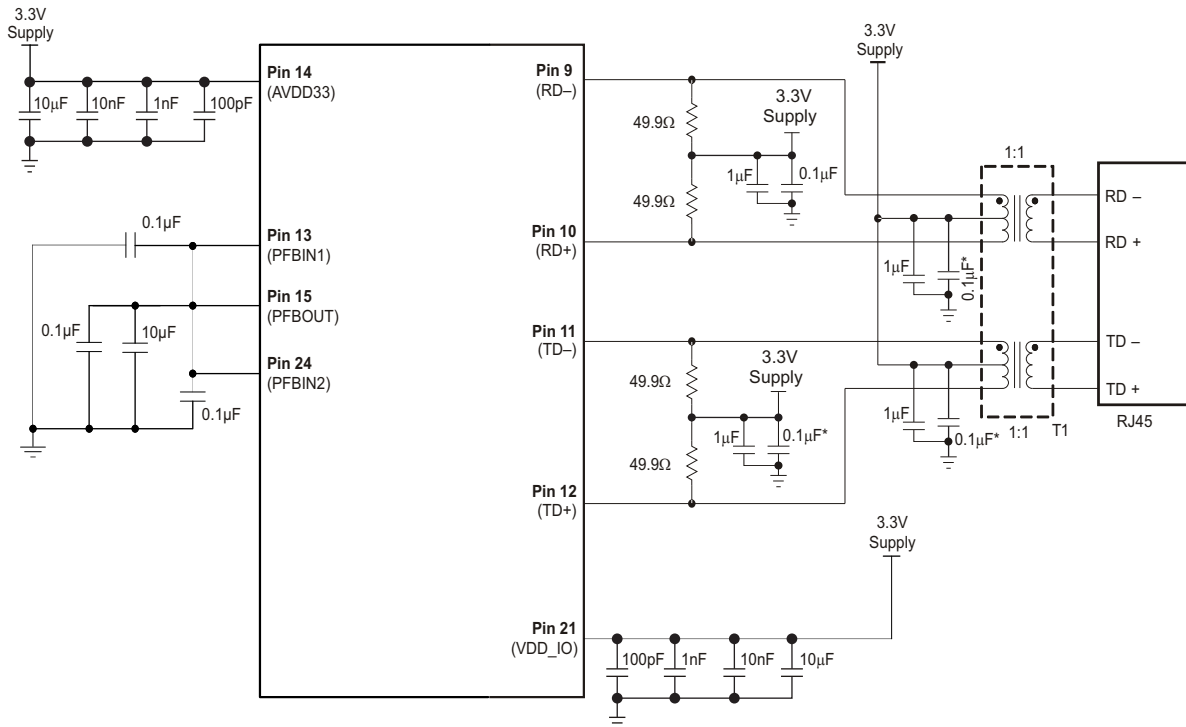 3.3V
Supply
10µF
10nF
1nF
100pF
Pin 14
(AVDD33)
0.1µF
Pin 13
(PFBIN1)
Pin 15
(PFBOUT)
0.1µF
10µF
Pin 24
(PFBIN2)
0.1µF
Pin 9
(RD–)
49.9Ω
3.3V
Supply
1µF
0.1µF
49.9Ω
Pin 10
(RD+)
Pin 11
(TD–)
49.9Ω
3.3V
Supply
1µF
0.1µF*
49.9Ω
Pin 12
(TD+)
3.3V
Supply
1µF
0.1µF*
1µF
0.1µF*
1:1
1:1
T1
RD –
RD +
TD –
TD +
RJ45
3.3V
Supply
Pin 21
(VDD_IO)
100pF
1nF
10nF
10µF